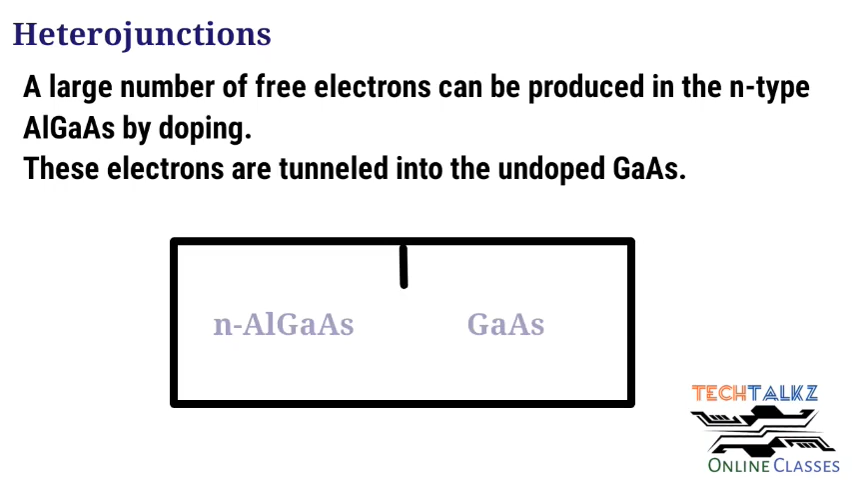 Heterojunctions
A large number of free electrons can be produced in the n-type
AlGaAs by doping.
These electrons are tunneled into the undoped GaAs.
n-AlGaAs GaAs
TECHTALKZ
ONLINE CLASSES